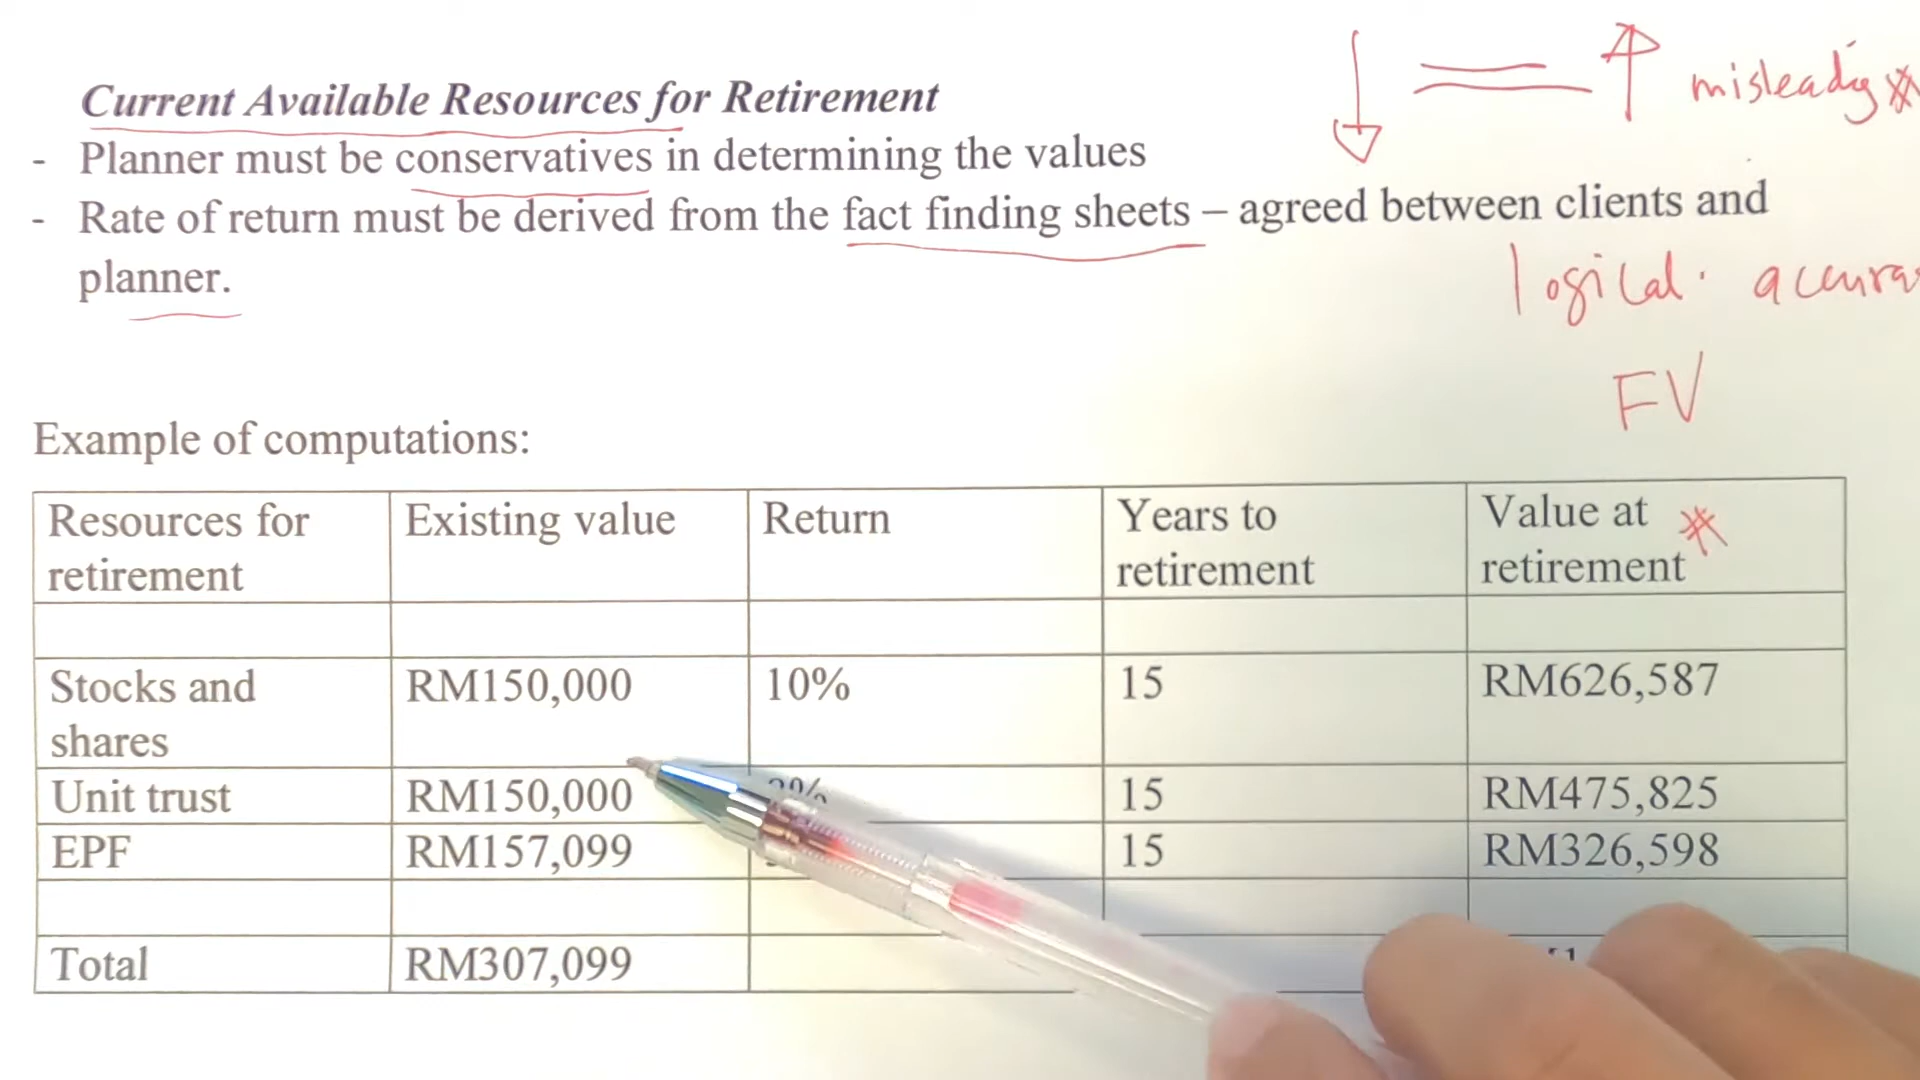 Current Available Resources for Retirement
misleading
- Planner must be conservatives in determining the values
- Rate of return must be derived from the fact finding sheets – agreed between clients and
planner.
logical.
FV
Example of computations:
Resources for retirement Existing value Return Years to retirement Value at retirement
Stocks and shares RM150,000 10% 15 RM626,587
Unit trust RM150,000 15 RM475,825
EPF RM157,099 15 RM326,598
Total RM307,099